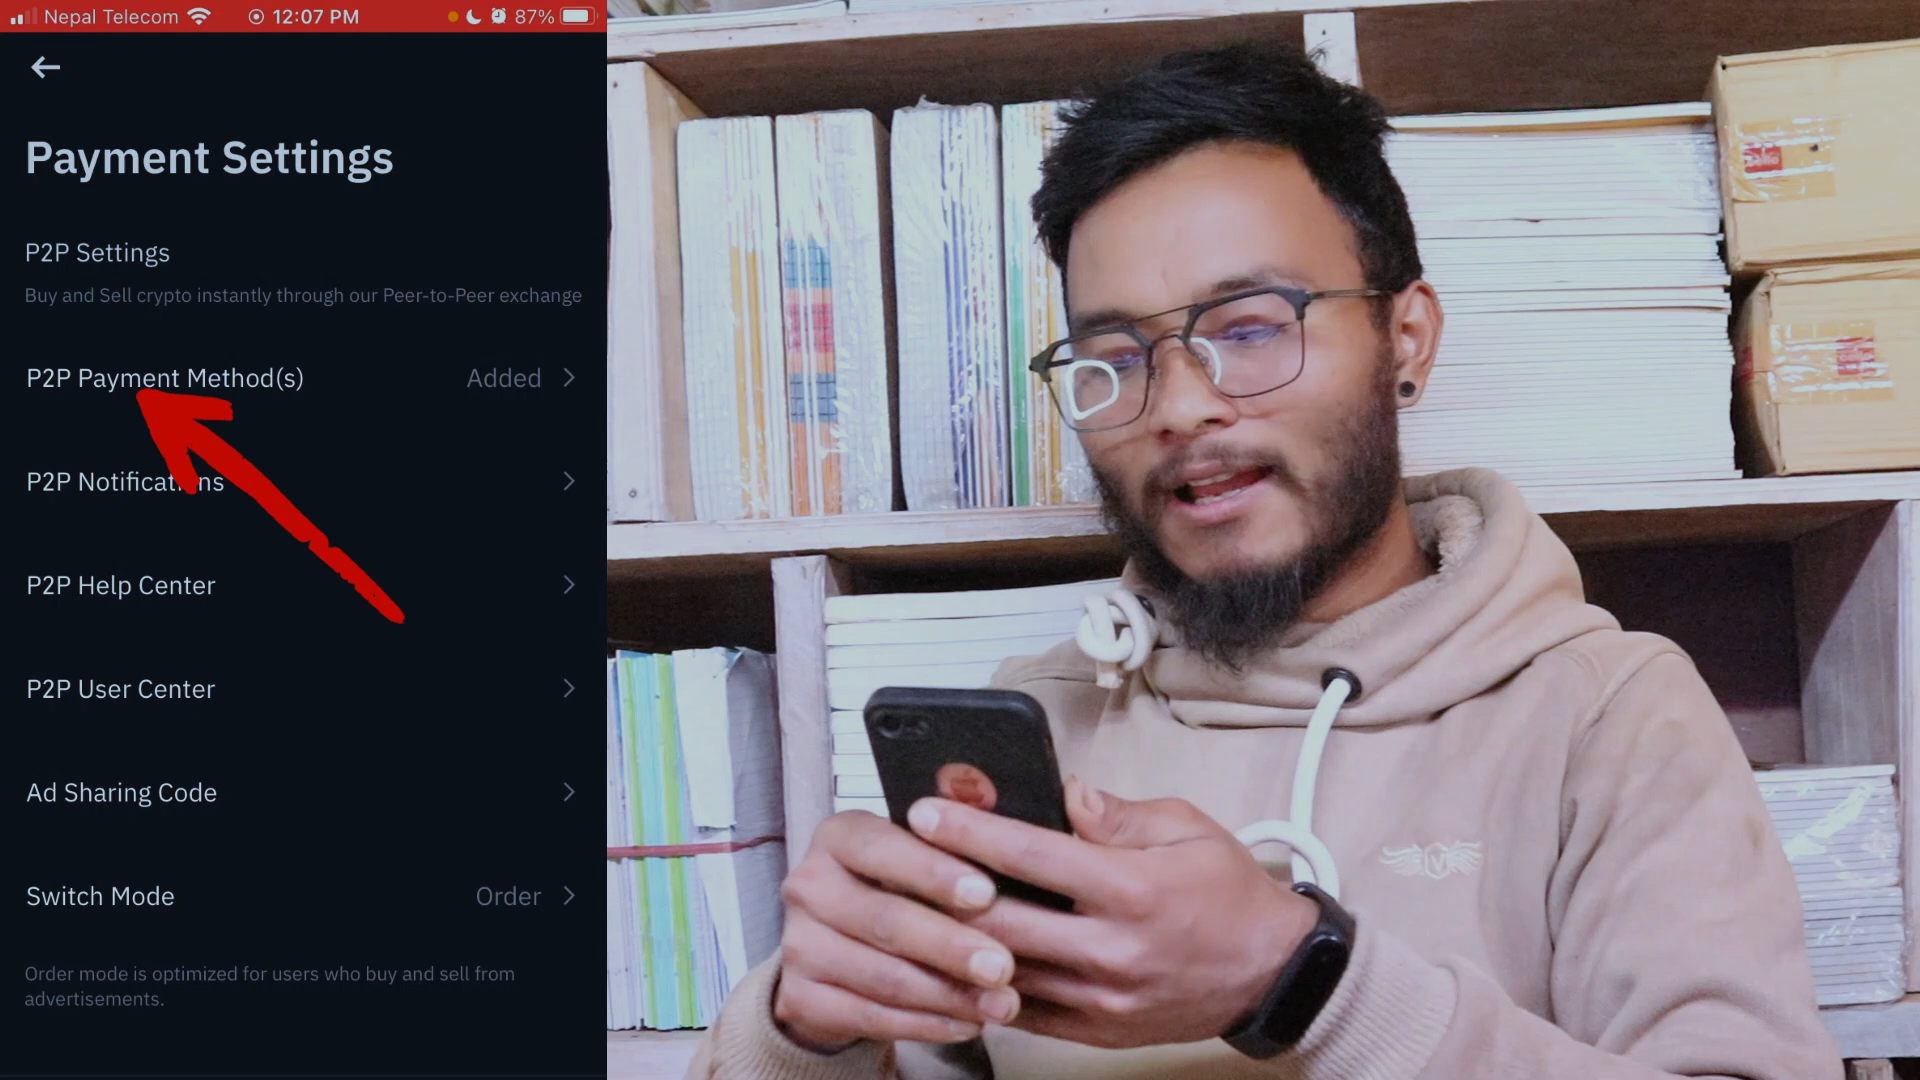 Nepal Telecom 12:07 PM 87%
Payment Settings
P2P Settings
Buy and Sell crypto instantly through our Peer-to-Peer exchange
P2P Payment Method(s) Added
P2P Notifications
P2P Help Center
P2P User Center
Ad Sharing Code
Switch Mode Order
Order mode is optimized for users who buy and sell from
advertisements.